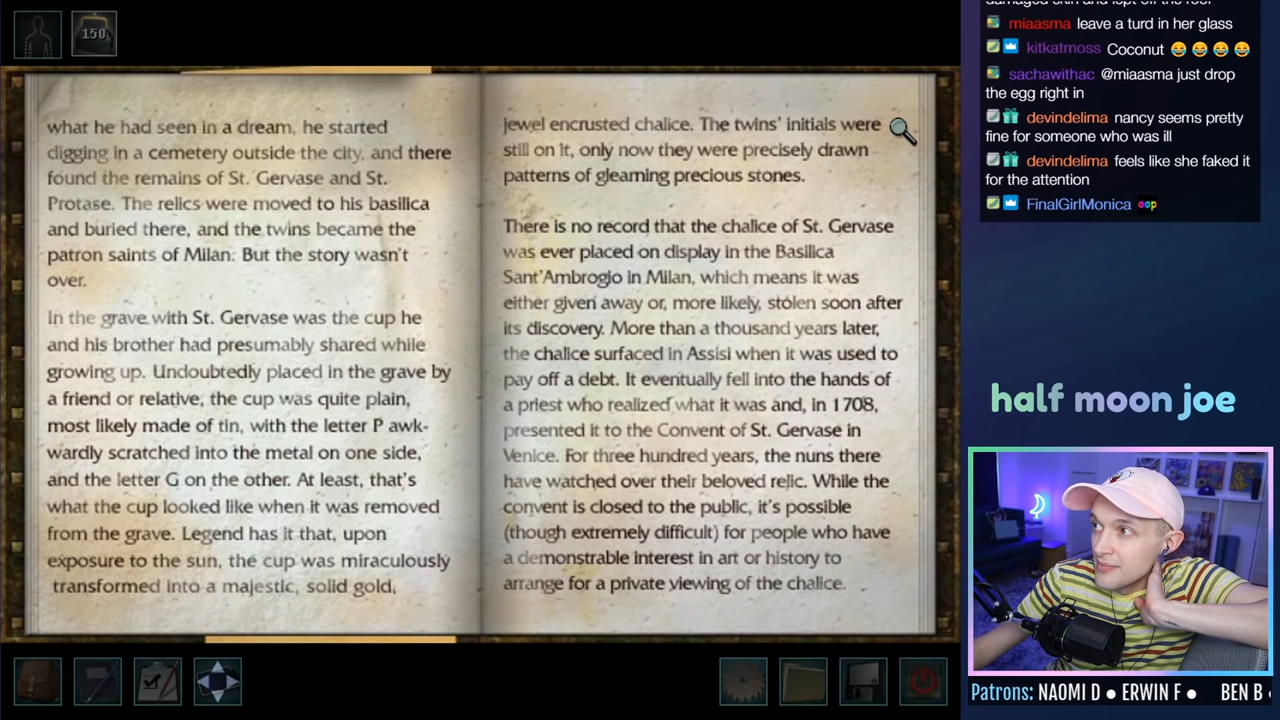 150
what he had seen in a dream, he started
digging in a cemetery outside the city, and there
found the remains of St. Gervase and St.
Protase. The relics were moved to his basilica
and buried there, and the twins became the
patron saints of Milan. But the story wasn't
over.
In the grave with St. Gervase was the cup he
and his brother had presumably shared while
growing up. Undoubtedly placed in the grave by
a friend or relative, the cup was quite plain,
most likely made of tin, with the letter P awk-
wardly scratched into the metal on one side,
and the letter G on the other. At least, that's
what the cup looked like when it was removed
from the grave. Legend has it that, upon
exposure to the sun, the cup was miraculously
transformed into a majestic, solid gold,
jewel encrusted chalice. The twins' initials were
still on it, only now they were precisely drawn
patterns of gleaming precious stones.
There is no record that the chalice of St. Gervase
was ever placed on display in the Basilica
Sant'Ambrogio in Milan, which means it was
either given away or, more likely, stolen soon after
its discovery. More than a thousand years later,
the chalice surfaced in Assisi when it was used to
pay off a debt. It eventually fell into the hands of
a priest who realized what it was and, in 1708,
presented it to the Convent of St. Gervase in
Venice. For three hundred years, the nuns there
have watched over their beloved relic. While the
convent is closed to the public, it's possible
(though extremely difficult) for people who have
a demonstrable interest in art or history to
arrange for a private viewing of the chalice.
damaged skin and left off the roof
miaasma leave a turd in her glass
kitkatmoss Coconut 😂 😂 😂 😂
sachawithac @miaasma just drop
the egg right in
devindelima nancy seems pretty
fine for someone who was ill
devindelima feels like she faked it
for the attention
FinalGirlMonica oop
half moon joe
Patrons: NAOMI D ● ERWIN F ● BEN B